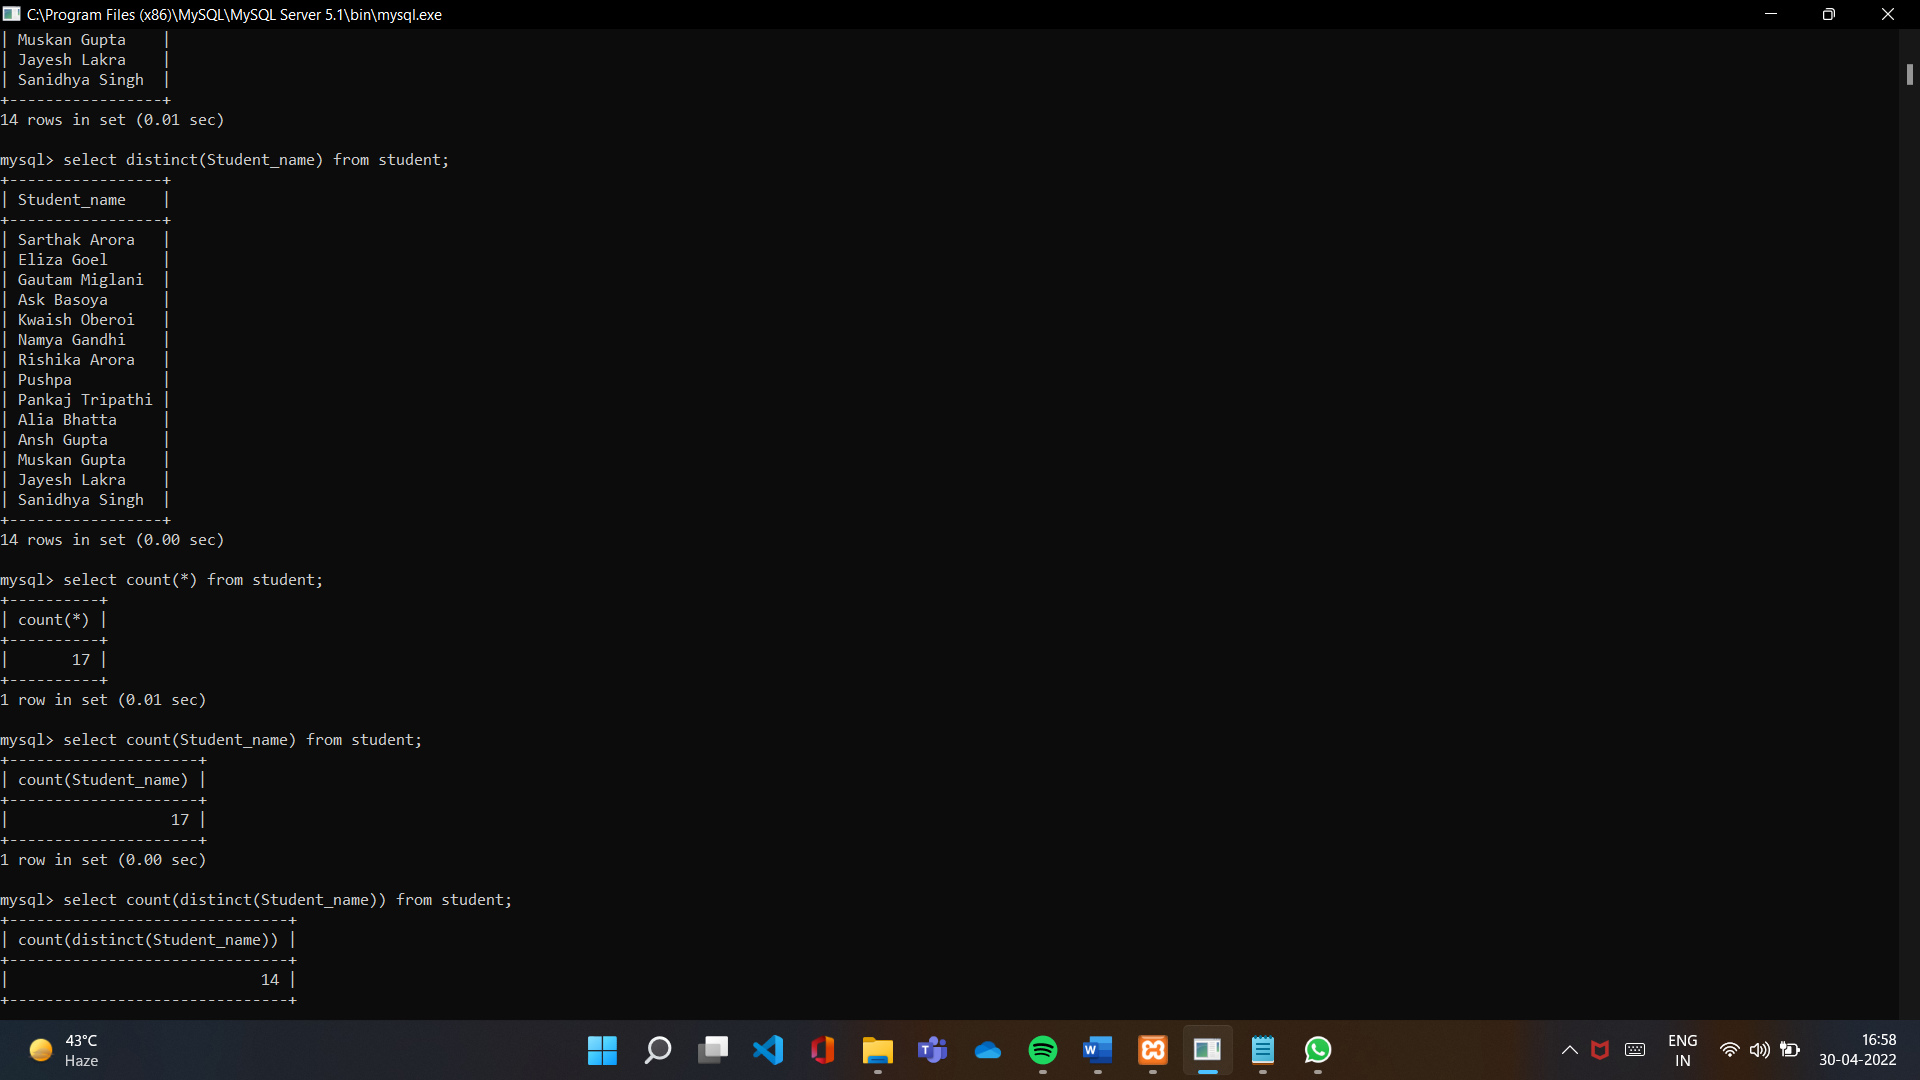 C:\Program Files (x86)\MySQL\MySQL Server 5.1\bin\mysql.exe
| Muskan Gupta    |
| Jayesh Lakra    |
| Sanidhya Singh  |
+-----------------+
14 rows in set (0.01 sec)
mysql> select distinct(Student_name) from student;
+-----------------+
| Student_name    |
+-----------------+
| Sarthak Arora   |
| Eliza Goel      |
| Gautam Miglani  |
| Ask Basoya      |
| Kwaish Oberoi   |
| Namya Gandhi    |
| Rishika Arora   |
| Pushpa          |
| Pankaj Tripathi |
| Alia Bhatta     |
| Ansh Gupta      |
| Muskan Gupta    |
| Jayesh Lakra    |
| Sanidhya Singh  |
+-----------------+
14 rows in set (0.00 sec)
mysql> select count(*) from student;
+----------+
| count(*) |
+----------+
|       17 |
+----------+
1 row in set (0.01 sec)
mysql> select count(Student_name) from student;
+---------------------+
| count(Student_name) |
+---------------------+
|                  17 |
+---------------------+
1 row in set (0.00 sec)
mysql> select count(distinct(Student_name)) from student;
+-------------------------------+
| count(distinct(Student_name)) |
+-------------------------------+
|                            14 |
+-------------------------------+
43°C
Haze
ENG
IN
16:58
30-04-2022